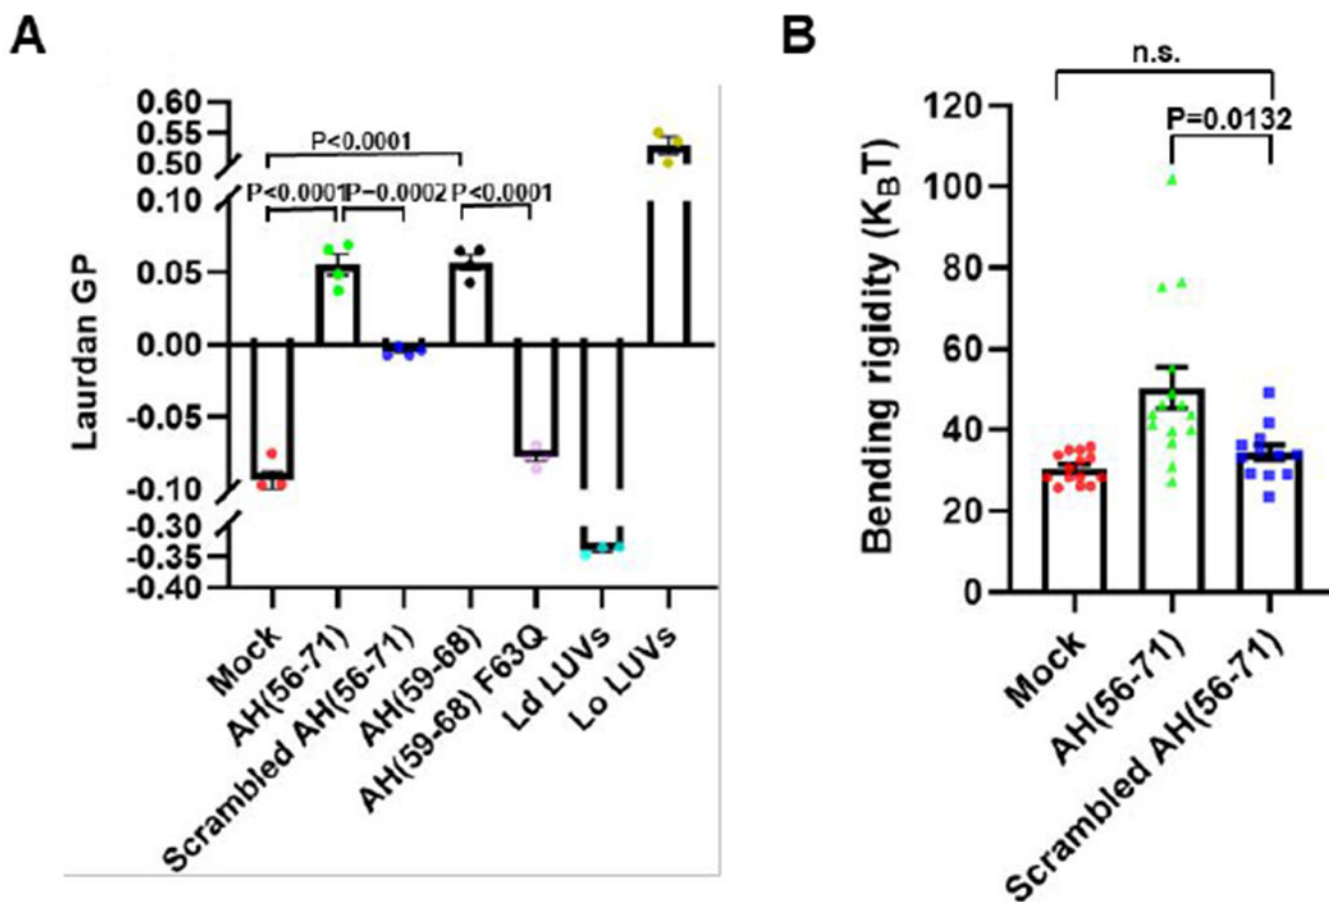 A
Laurdan GP
0.60
0.55
0.50
0.10
0.05
0.00
-0.05
-0.10
-0.30
-0.35
-0.40
P<0.0001
P<0.0001
P=0.0002
P<0.0001
Mock
AH(56-71)
Scrambled AH(56-71)
AH(59-68)
AH(59-68) F63Q
Ld LUVs
Lo LUVs
B
Bending rigidity (KBT)
120
100
80
60
40
20
0
n.s.
P=0.0132
Mock
AH(56-71)
Scrambled AH(56-71)